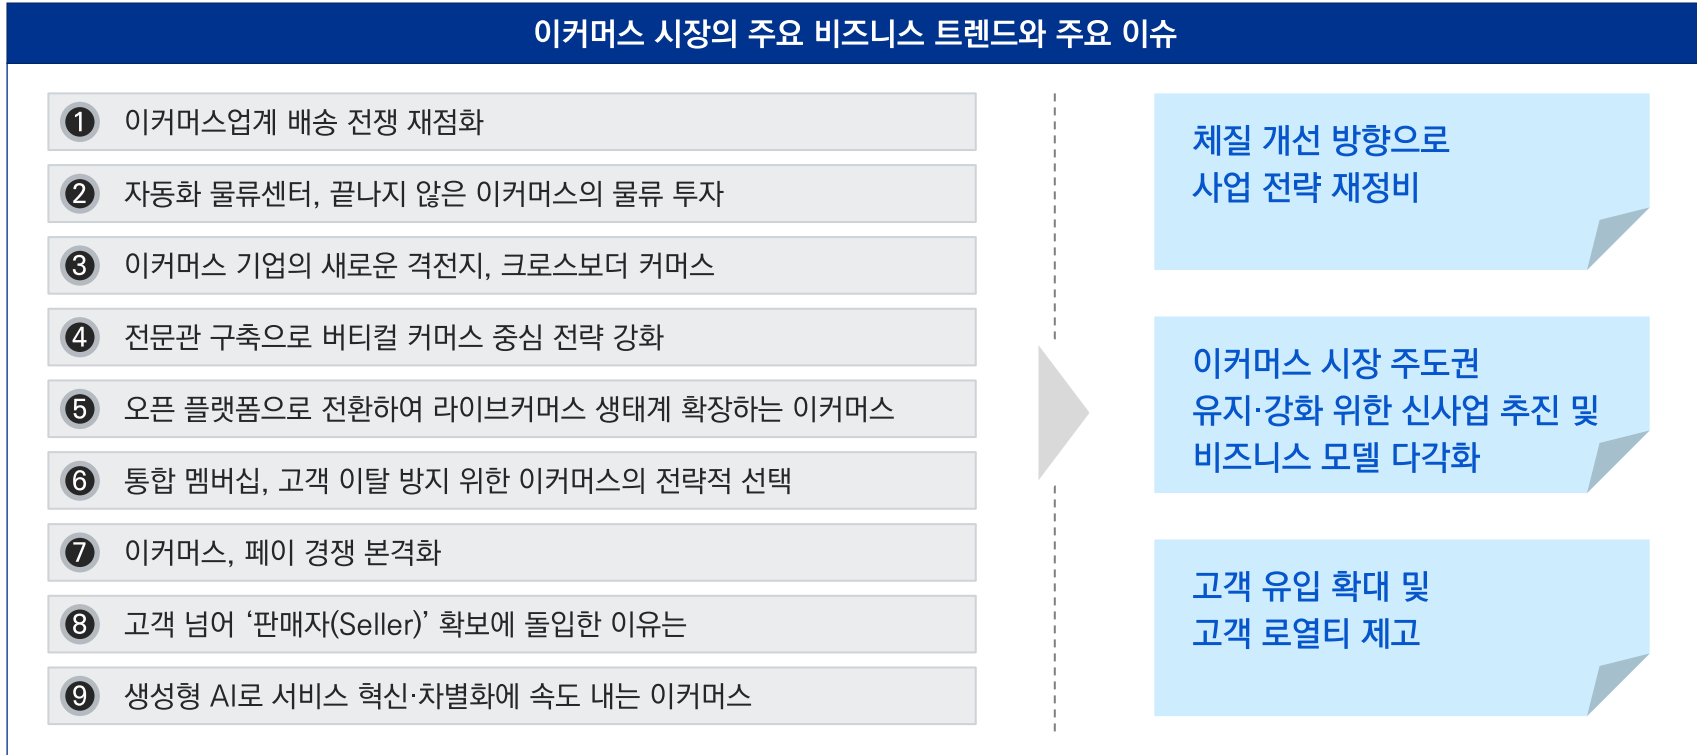 이커머스 시장의 주요 비즈니스 트렌드와 주요 이슈
1 이커머스업계 배송 전쟁 재점화
2 자동화 물류센터, 끝나지 않은 이커머스의 물류 투자
3 이커머스 기업의 새로운 격전지, 크로스보더 커머스
4 전문관 구축으로 버티컬 커머스 중심 전략 강화
5 오픈 플랫폼으로 전환하여 라이브커머스 생태계 확장하는 이커머스
6 통합 멤버십, 고객 이탈 방지 위한 이커머스의 전략적 선택
7 이커머스, 페이 경쟁 본격화
8 고객 넘어 ‘판매자(Seller)’ 확보에 돌입한 이유는
9 생성형 AI로 서비스 혁신·차별화에 속도 내는 이커머스
체질 개선 방향으로
사업 전략 재정비
이커머스 시장 주도권
유지·강화 위한 신사업 추진 및
비즈니스 모델 다각화
고객 유입 확대 및
고객 로열티 제고